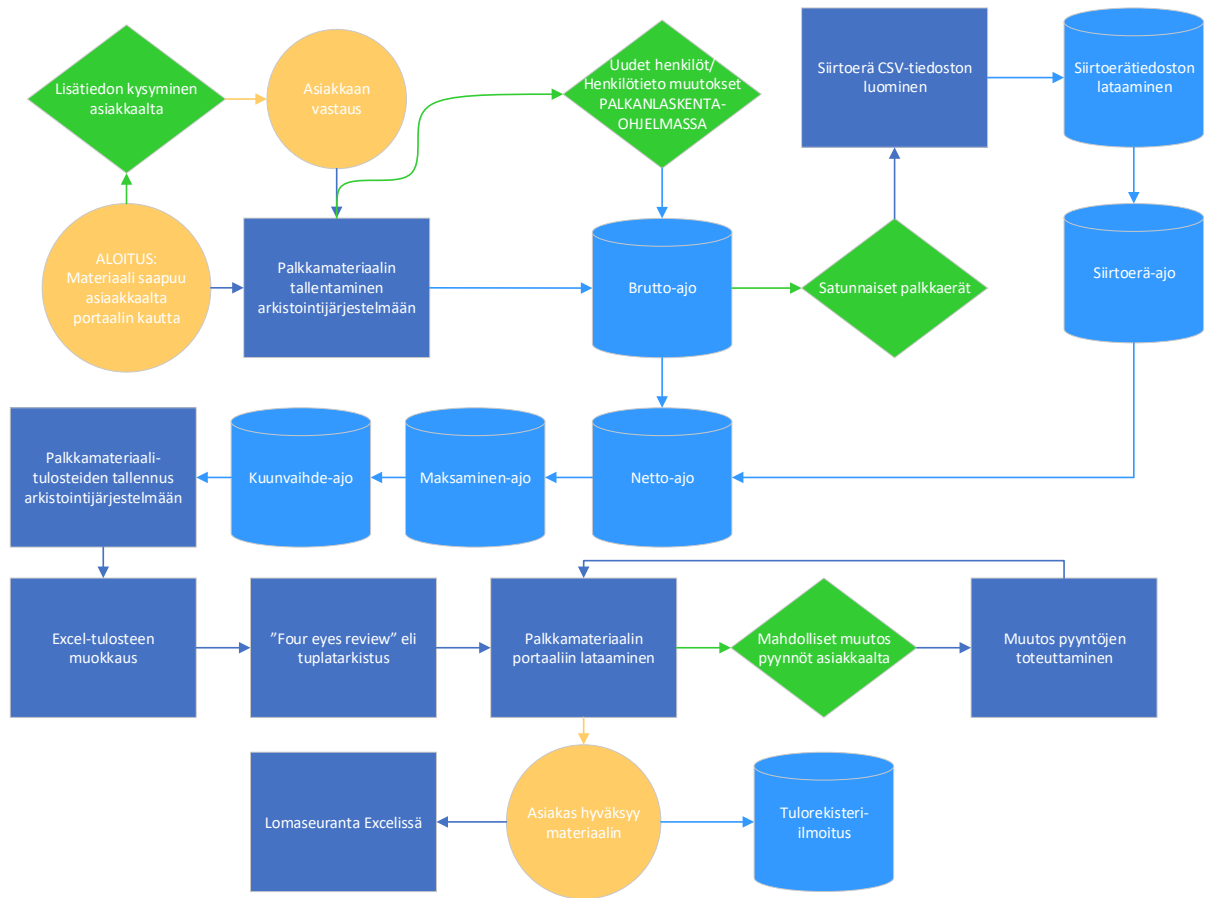 Lisätiedon kysyminen
asiakkaalta
Asiakkaan
vastaus
Uudet henkilöt/
Henkilötieto muutokset
PALKANLASKENTA-
OHJELMASSA
Siirtoerä CSV-tiedoston
luominen
Siirtoerätiedoston
lataaminen
ALOITUS:
Materiaali saapuu
asiaakkaalta
portaalin kautta
Palkkamateriaalin
tallentaminen
arkistointijärjestelmään
Brutto-ajo
Satunnaiset palkkaerät
Siirtoerä-ajo
Palkkamateriaali-
tulosteiden tallennus
arkistointijärjestelmään
Kuunvaihde-ajo
Maksaminen-ajo
Netto-ajo
Excel-tulosteen
muokkaus
”Four eyes review” eli
tuplatarkistus
Palkkamateriaalin
portaaliin lataaminen
Mahdolliset muutos
pyynnöt asiakkaalta
Muutos pyyntöjen
toteuttaminen
Lomaseuranta Excelissä
Asiakas hyväksyy
materiaalin
Tulorekisteri-
ilmoitus